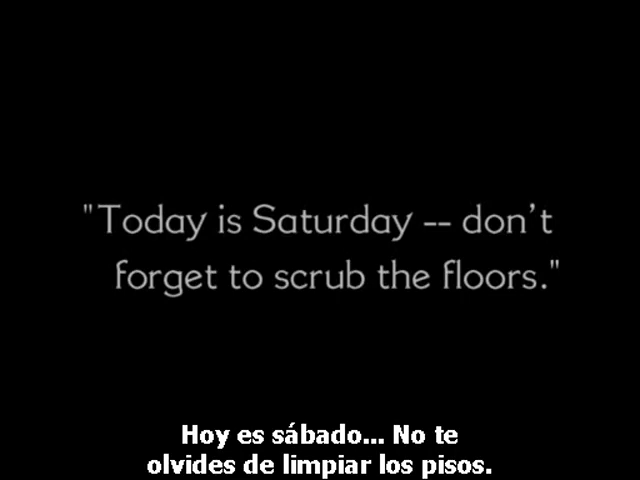 "Today is Saturday -- don't
forget to scrub the floors."
Hoy es sábado... No te
olvides de limpiar los pisos.